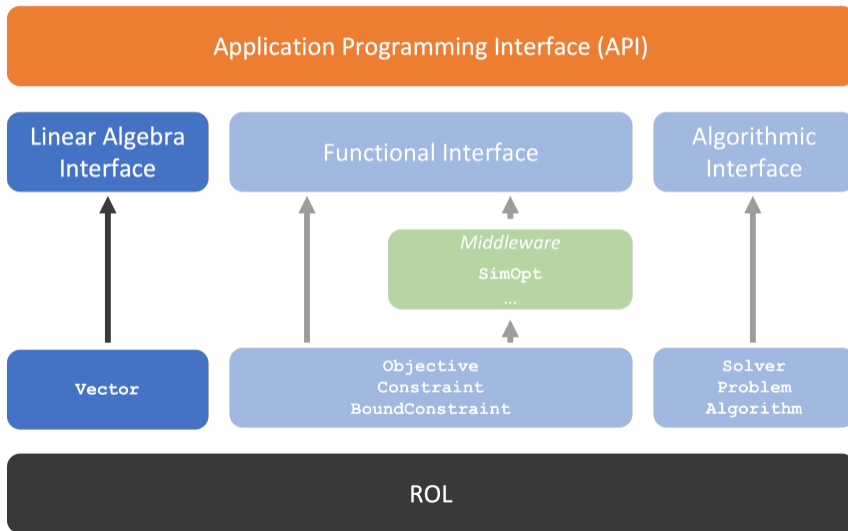 Application Programming Interface (API)
Linear Algebra
Interface
Functional Interface
Algorithmic
Interface
Middleware
SimOpt
...
Vector
Objective
Constraint
BoundConstraint
Solver
Problem
Algorithm
ROL